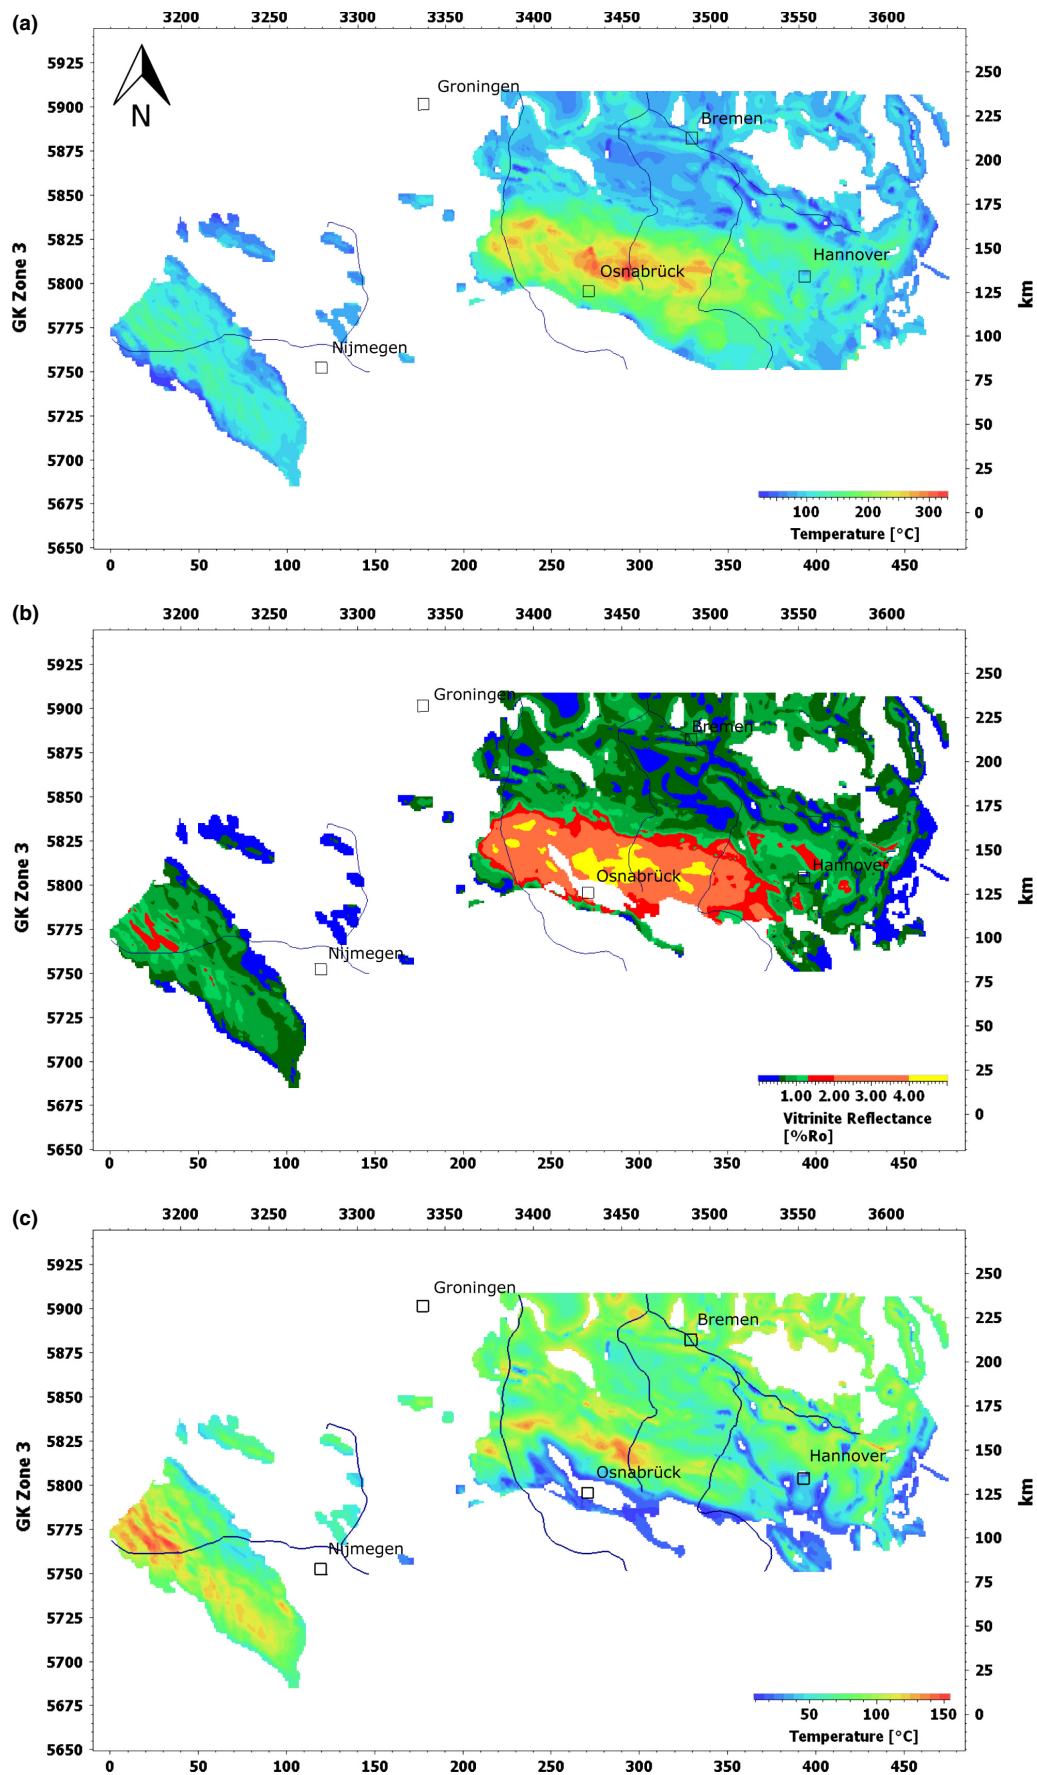 (a)
3200 3250 3300 3350 3400 3450 3500 3550 3600
5925
5900
5875
5850
5825
5800
5775
5750
5725
5700
5675
5650
GK Zone 3
N
Groningen
Bremen
Hannover
Osnabrück
Nijmegen
250
225
200
175
150
125
100
75
50
25
0
km
100 200 300
Temperature [°C]
0 50 100 150 200 250 300 350 400 450
(b)
3200 3250 3300 3350 3400 3450 3500 3550 3600
5925
5900
5875
5850
5825
5800
5775
5750
5725
5700
5675
5650
GK Zone 3
Groningen
Bremen
Hannover
Osnabrück
Nijmegen
250
225
200
175
150
125
100
75
50
25
0
km
1.00 2.00 3.00 4.00
Vitrinite Reflectance
[%Ro]
0 50 100 150 200 250 300 350 400 450
(c)
3200 3250 3300 3350 3400 3450 3500 3550 3600
5925
5900
5875
5850
5825
5800
5775
5750
5725
5700
5675
5650
GK Zone 3
Groningen
Bremen
Hannover
Osnabrück
Nijmegen
250
225
200
175
150
125
100
75
50
25
0
km
50 100 150
Temperature [°C]
0 50 100 150 200 250 300 350 400 450